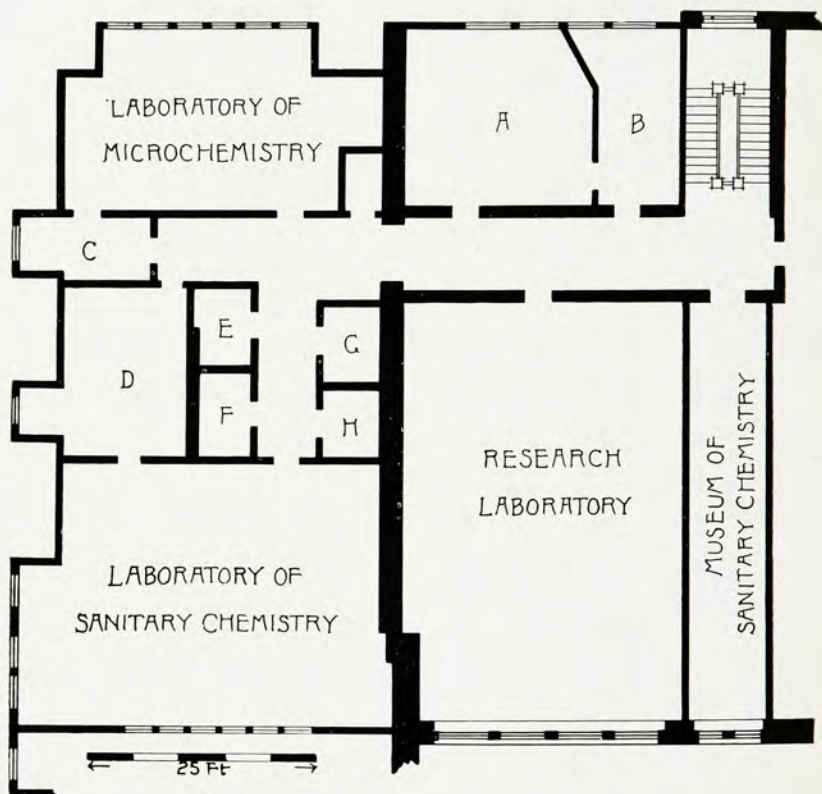 LABORATORY OF
MICROCHEMISTRY
A
B
C
D
E
F
G
H
RESEARCH
LABORATORY
MUSEUM OF
SANITARY CHEMISTRY
LABORATORY OF
SANITARY CHEMISTRY
25 Ft